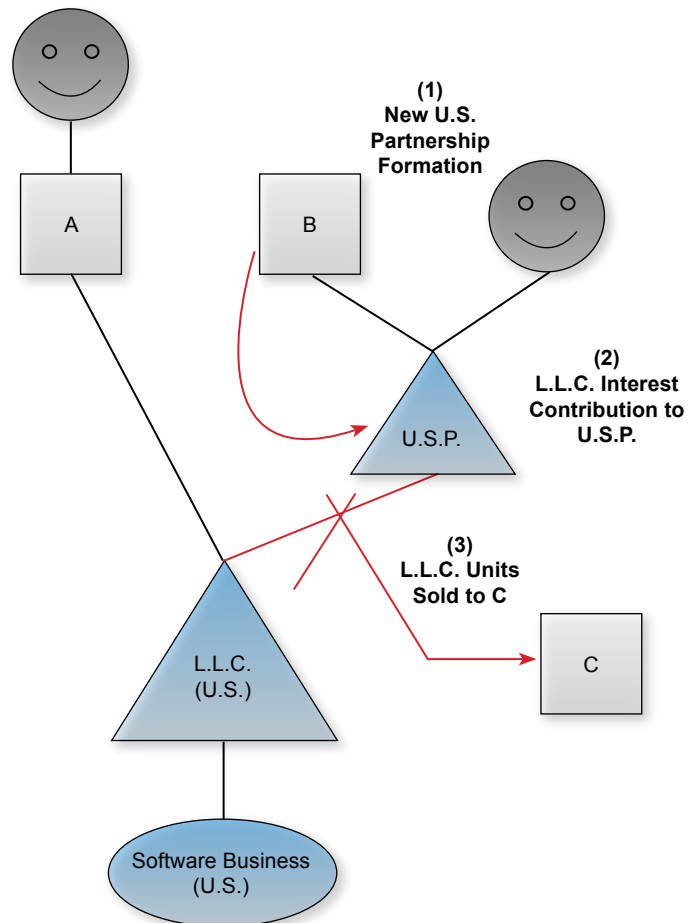 (1)
New U.S.
Partnership
Formation
A
B
(2)
L.L.C. Interest
Contribution to
U.S.P.
U.S.P.
(3)
L.L.C. Units
Sold to C
L.L.C.
(U.S.)
C
Software Business
(U.S.)